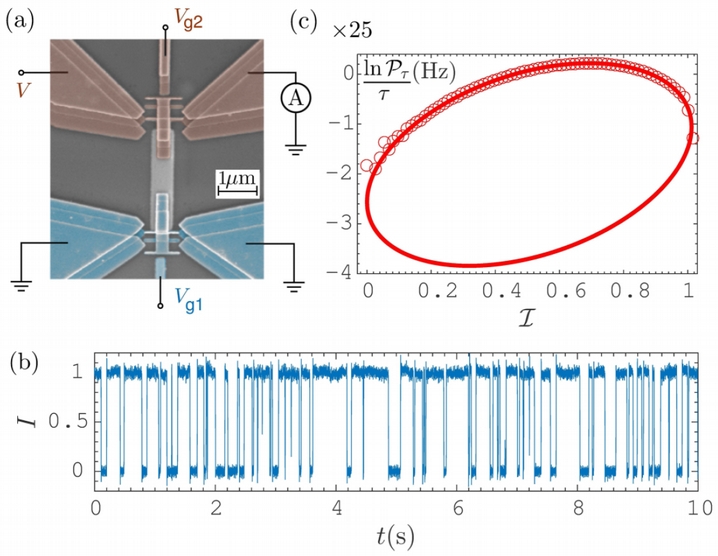 (a)
V_g2
V
A
1μm
V_g1
(c)
×25
ln 𝒫_τ/τ (Hz)
0
−1
−2
−3
−4
0 0.2 0.4 0.6 0.8 1
ℐ
(b)
1
I 0.5
0
0 2 4 6 8 10
t(s)